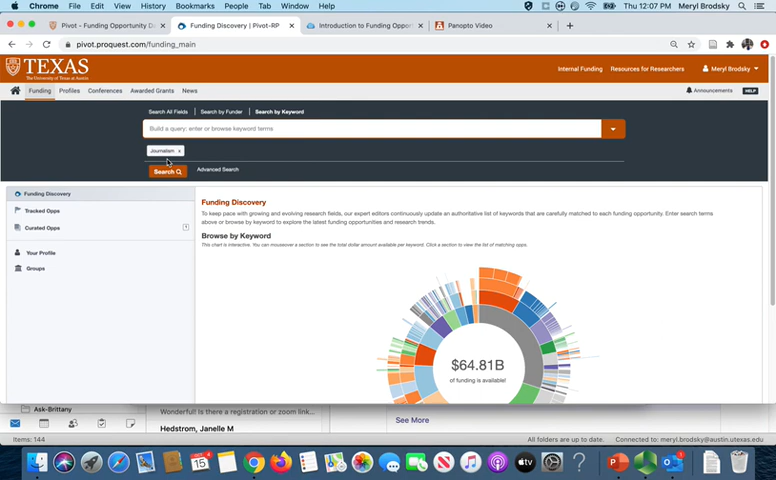 Chrome File Edit View History Bookmarks People Tab Window Help Thu 12:07 PM Meryl Brodsky
Pivot – Funding Opportunity D × Funding Discovery | Pivot-RP × Introduction to Funding Oppor × Panopto Video × +
pivot.proquest.com/funding_main
TEXAS
The University of Texas at Austin
Internal Funding Resources for Researchers Meryl Brodsky
Funding Profiles Conferences Awarded Grants News Announcements HELP
Search All Fields Search by Funder Search by Keyword
Build a query: enter or browse keyword terms
Journalism ×
Search Advanced Search
Funding Discovery
Tracked Opps
Curated Opps 1
Your Profile
Groups
Funding Discovery
To keep pace with growing and evolving research fields, our expert editors continuously update an authoritative list of keywords that are carefully matched to each funding opportunity. Enter search terms
above or browse by keyword to explore the latest funding opportunities and research trends.
Browse by Keyword
This chart is interactive. You can mouseover a section to see the total dollar amount available per keyword. Click a section to view the list of matching opps.
$64.81B
of funding is available!
Ask-Brittany
Wonderful! Is there a registration or zoom link...
Hedstrom, Janelle M
See More
Items: 144 All folders are up to date. Connected to: meryl.brodsky@austin.utexas.edu